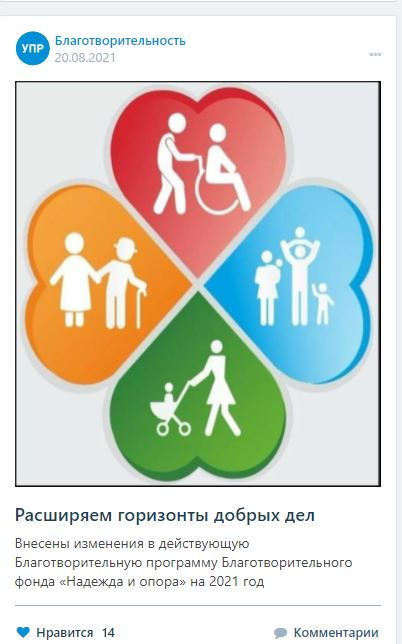 УПР
Благотворительность
20.08.2021
Расширяем горизонты добрых дел
Внесены изменения в действующую
Благотворительную программу Благотворительного
фонда «Надежда и опора» на 2021 год
Нравится 14
Комментарии